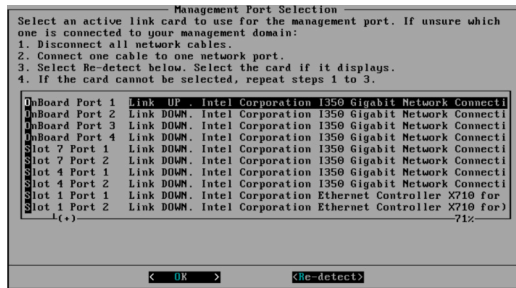 Management Port Selection
Select an active link card to use for the management port. If unsure which
one is connected to your management domain:
1. Disconnect all network cables.
2. Connect one cable to one network port.
3. Select Re-detect below. Select the card if it displays.
4. If the card cannot be selected, repeat steps 1 to 3.
OnBoard Port 1 Link UP . Intel Corporation I350 Gigabit Network Connecti
OnBoard Port 2 Link DOWN. Intel Corporation I350 Gigabit Network Connecti
OnBoard Port 3 Link DOWN. Intel Corporation I350 Gigabit Network Connecti
OnBoard Port 4 Link DOWN. Intel Corporation I350 Gigabit Network Connecti
Slot 7 Port 1 Link DOWN. Intel Corporation I350 Gigabit Network Connecti
Slot 7 Port 2 Link DOWN. Intel Corporation I350 Gigabit Network Connecti
Slot 4 Port 1 Link DOWN. Intel Corporation I350 Gigabit Network Connecti
Slot 4 Port 2 Link DOWN. Intel Corporation I350 Gigabit Network Connecti
Slot 1 Port 1 Link DOWN. Intel Corporation Ethernet Controller X710 for
Slot 1 Port 2 Link DOWN. Intel Corporation Ethernet Controller X710 for)
(+) 71%
< OK > <Re-detect>